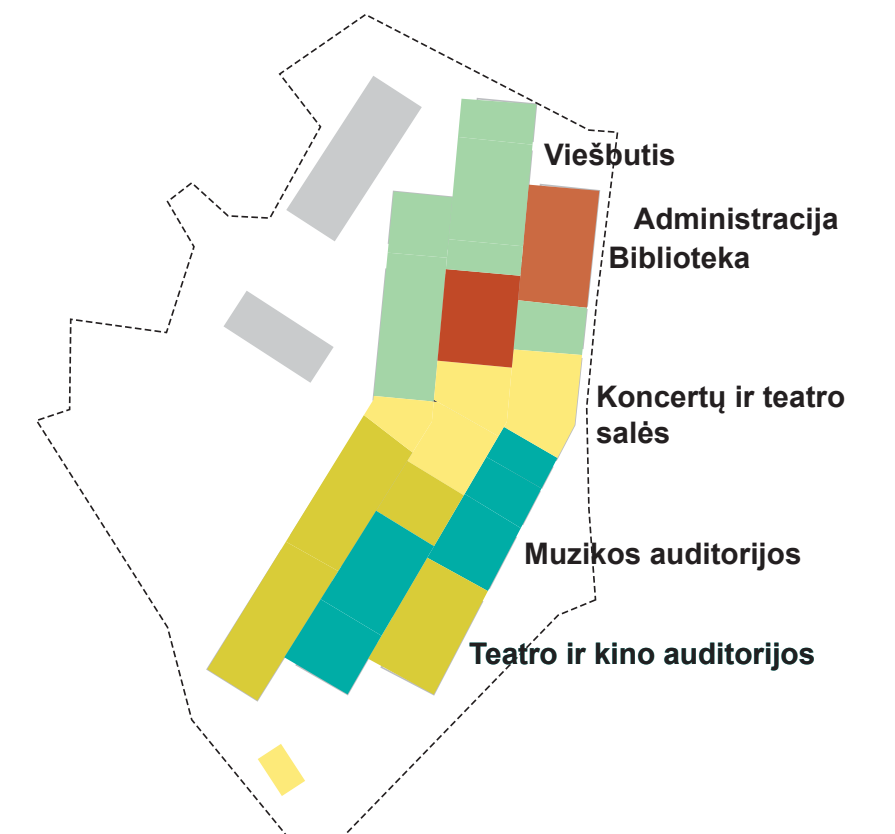 Viešbutis
Administracija
Biblioteka
Koncertų ir teatro
salės
Muzikos auditorijos
Teatro ir kino auditorijos